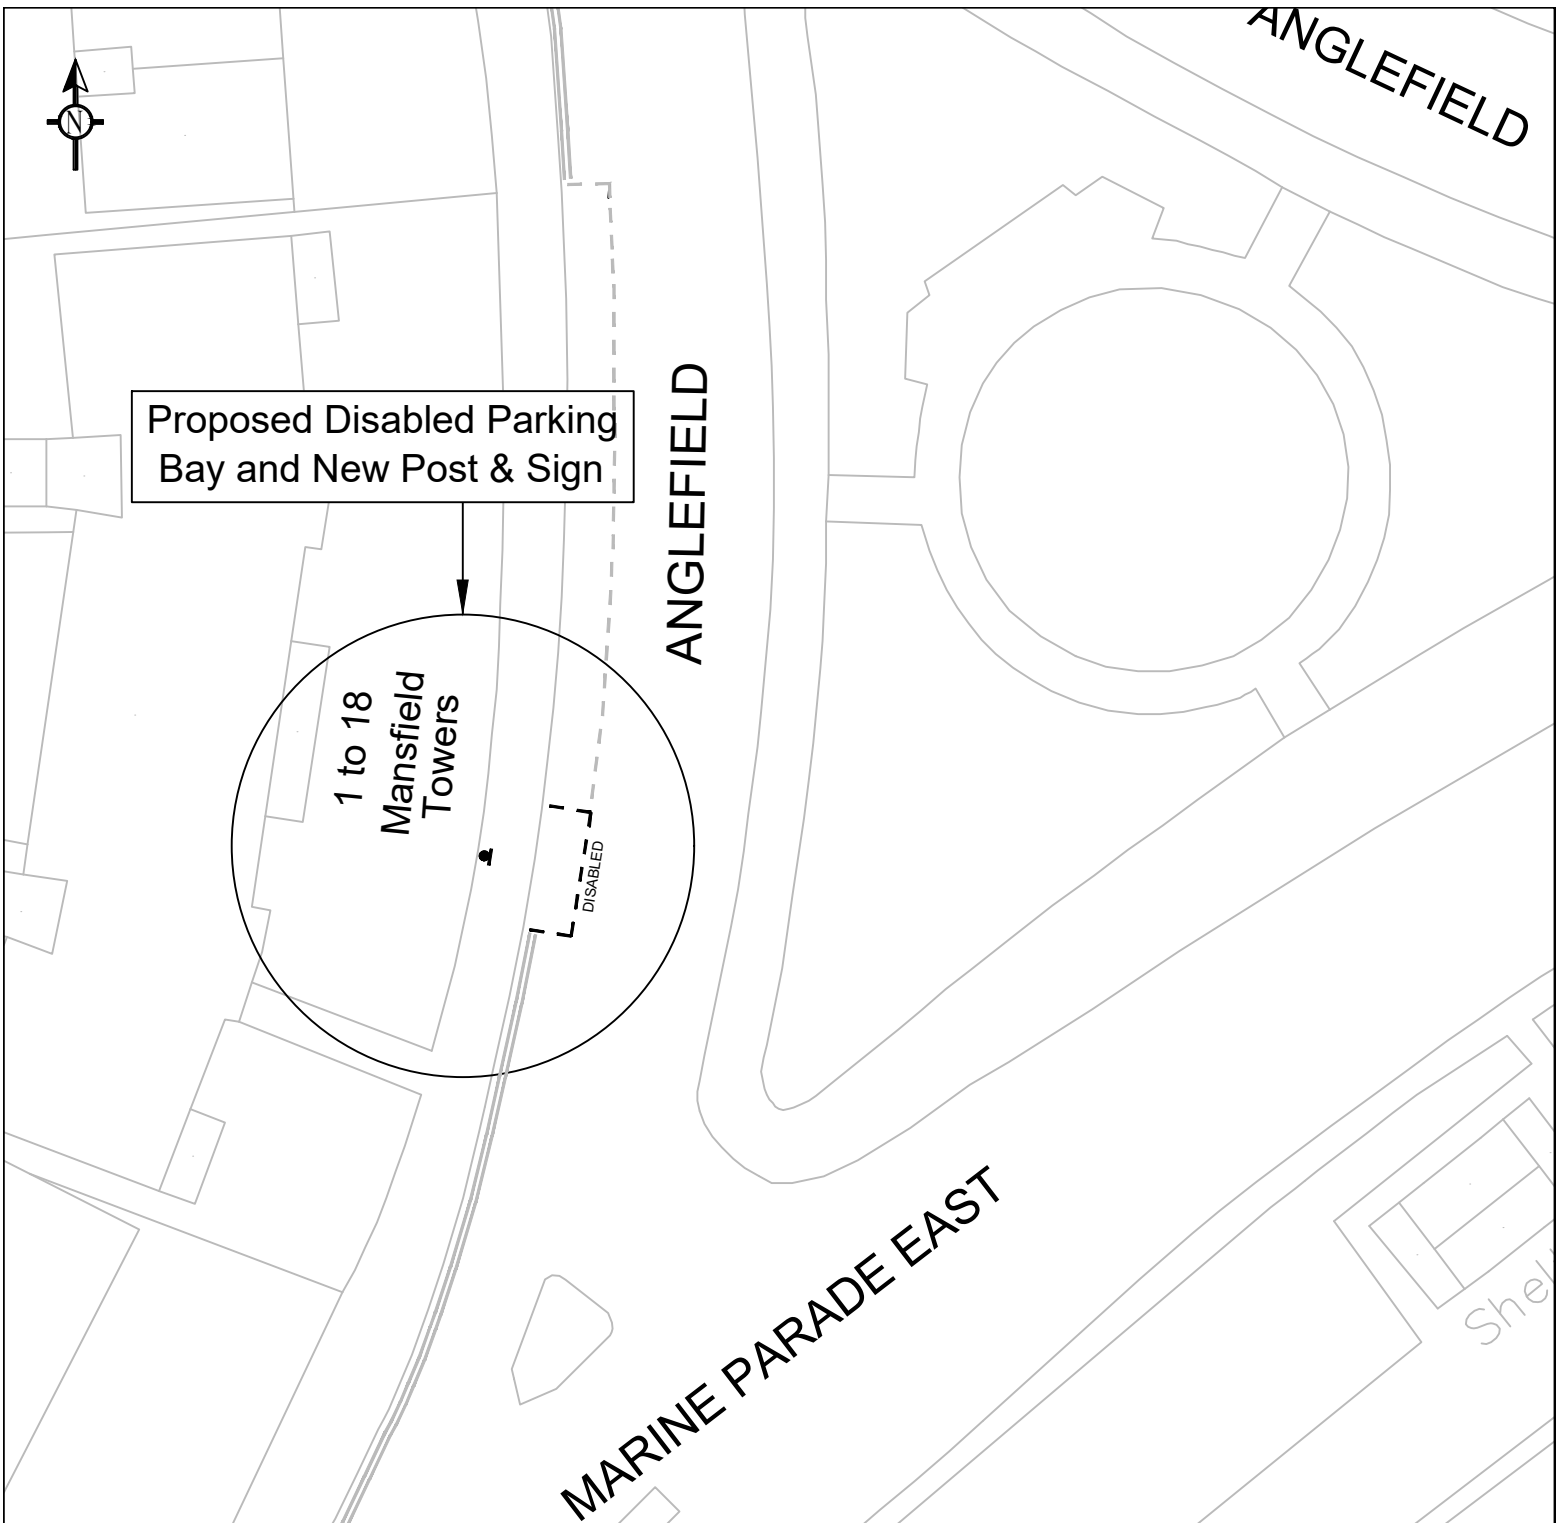 ANGLEFIELD
N
Proposed Disabled Parking
Bay and New Post & Sign
ANGLEFIELD
1 to 18
Mansfield
Towers
DISABLED
MARINE PARADE EAST